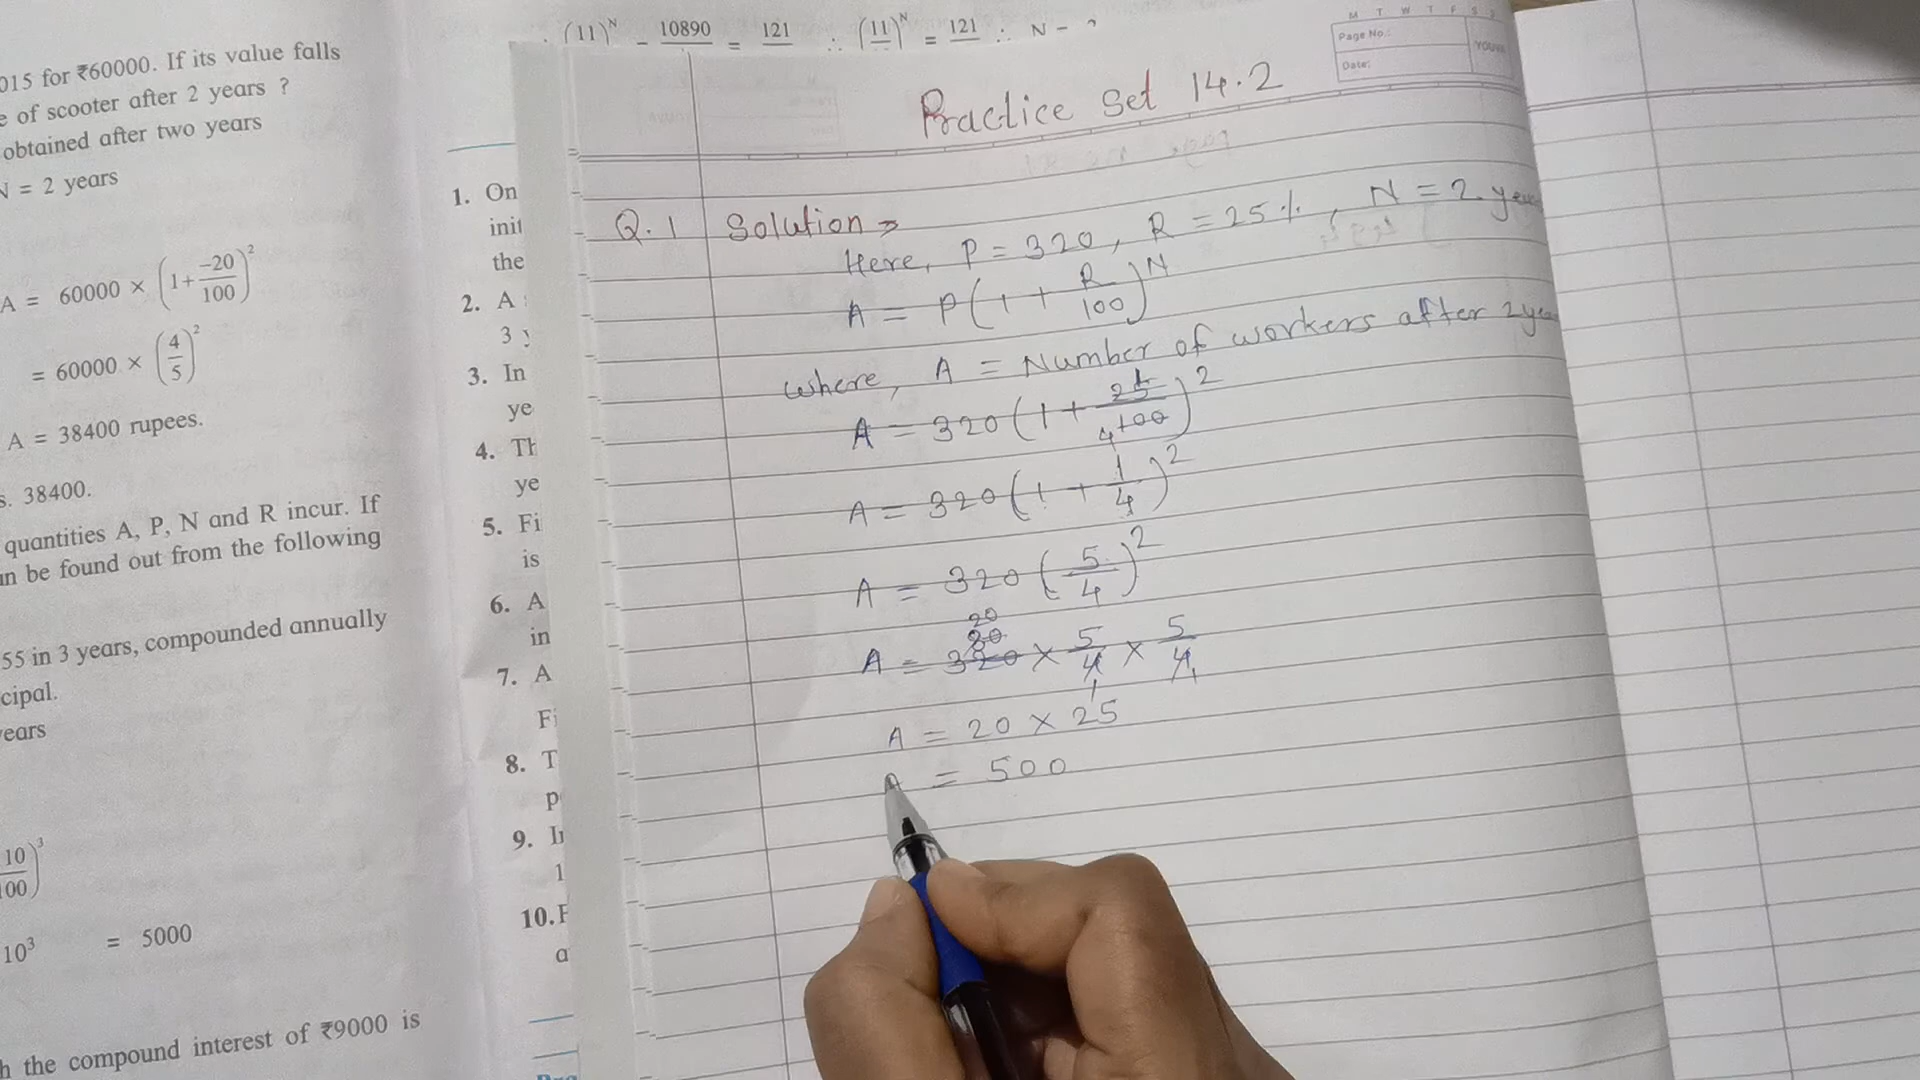 (11)ᴺ = 10890 = 121 ∴ (11)ᴺ = 121 ∴ N =
015 for ₹60000. If its value falls
of scooter after 2 years ?
obtained after two years
N = 2 years
A = 60000 × (1+ -20/100)²
= 60000 × (4/5)²
A = 38400 rupees.
s. 38400.
quantities A, P, N and R incur. If
n be found out from the following
55 in 3 years, compounded annually
cipal.
ears
10/00)³
10³ = 5000
h the compound interest of ₹9000 is
1. On
init
the
2. A
3 y
3. In
ye
4. Th
ye
5. Fi
is
6. A
in
7. A
Fi
8. T
p
9. In
1
10. F
a
M T W T F S S
Page No.:
Date:
YOUVA
Practice Set 14.2
Q.1 Solution ⇒
Here, P = 320, R = 25%, N = 2 years
A = P(1 + R/100)ᴺ
where, A = Number of workers after 2 years
A = 320(1 + 25/100)²
A = 320(1 + 1/4)²
A = 320(5/4)²
A = 320 × 5/4 × 5/4
A = 20 × 25
A = 500